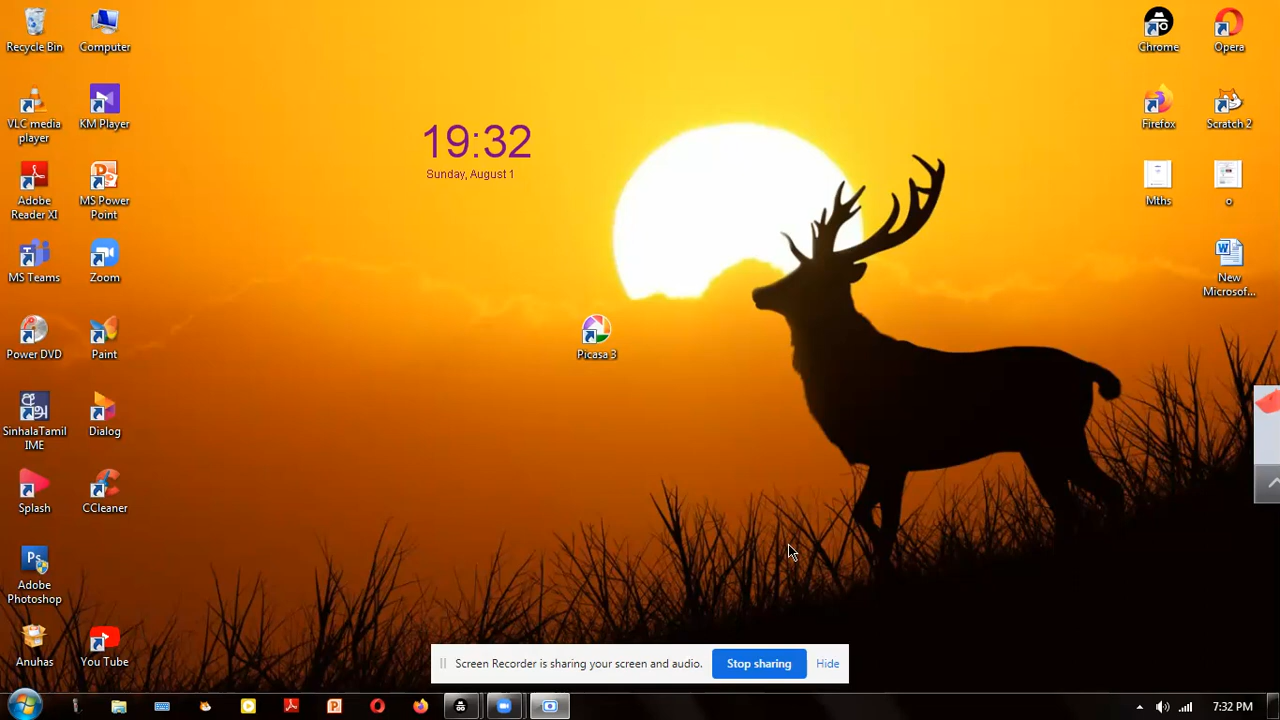 Recycle Bin
Computer
VLC media
player
KM Player
Adobe
Reader XI
MS Power
Point
MS Teams
Zoom
Power DVD
Paint
SinhalaTamil
IME
Dialog
Splash
CCleaner
Adobe
Photoshop
Anuhas
You Tube
19:32
Sunday, August 1
Picasa 3
Chrome
Opera
Firefox
Scratch 2
Mths
o
New
Microsof...
Screen Recorder is sharing your screen and audio.
Stop sharing
Hide
7:32 PM